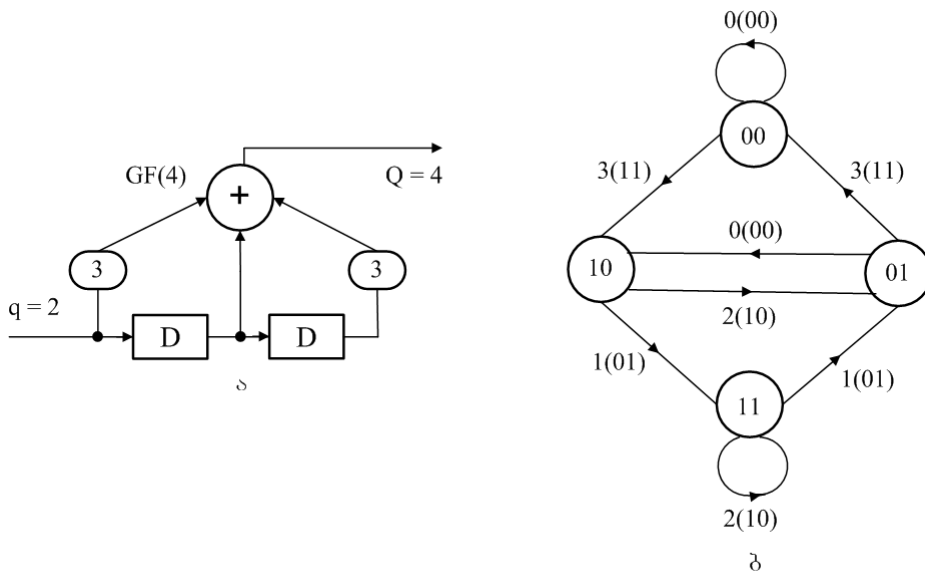 GF(4)
+
Q = 4
3
3
q = 2
D
D
ა
0(00)
00
3(11)
3(11)
0(00)
10
01
2(10)
1(01)
1(01)
11
2(10)
ბ